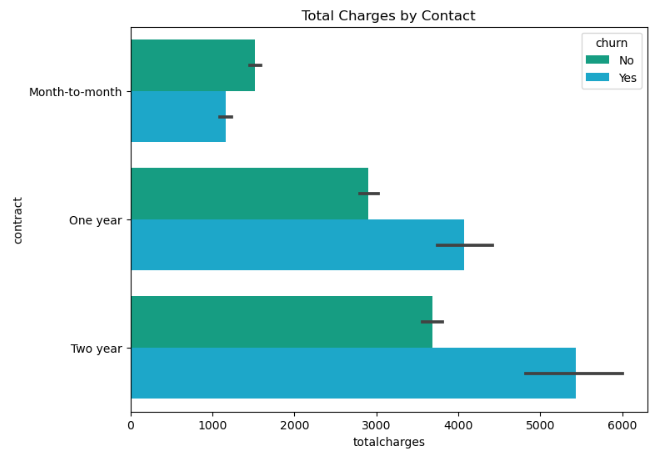 Total Charges by Contact
churn
No
Yes
Month-to-month
One year
Two year
contract
0 1000 2000 3000 4000 5000 6000
totalcharges